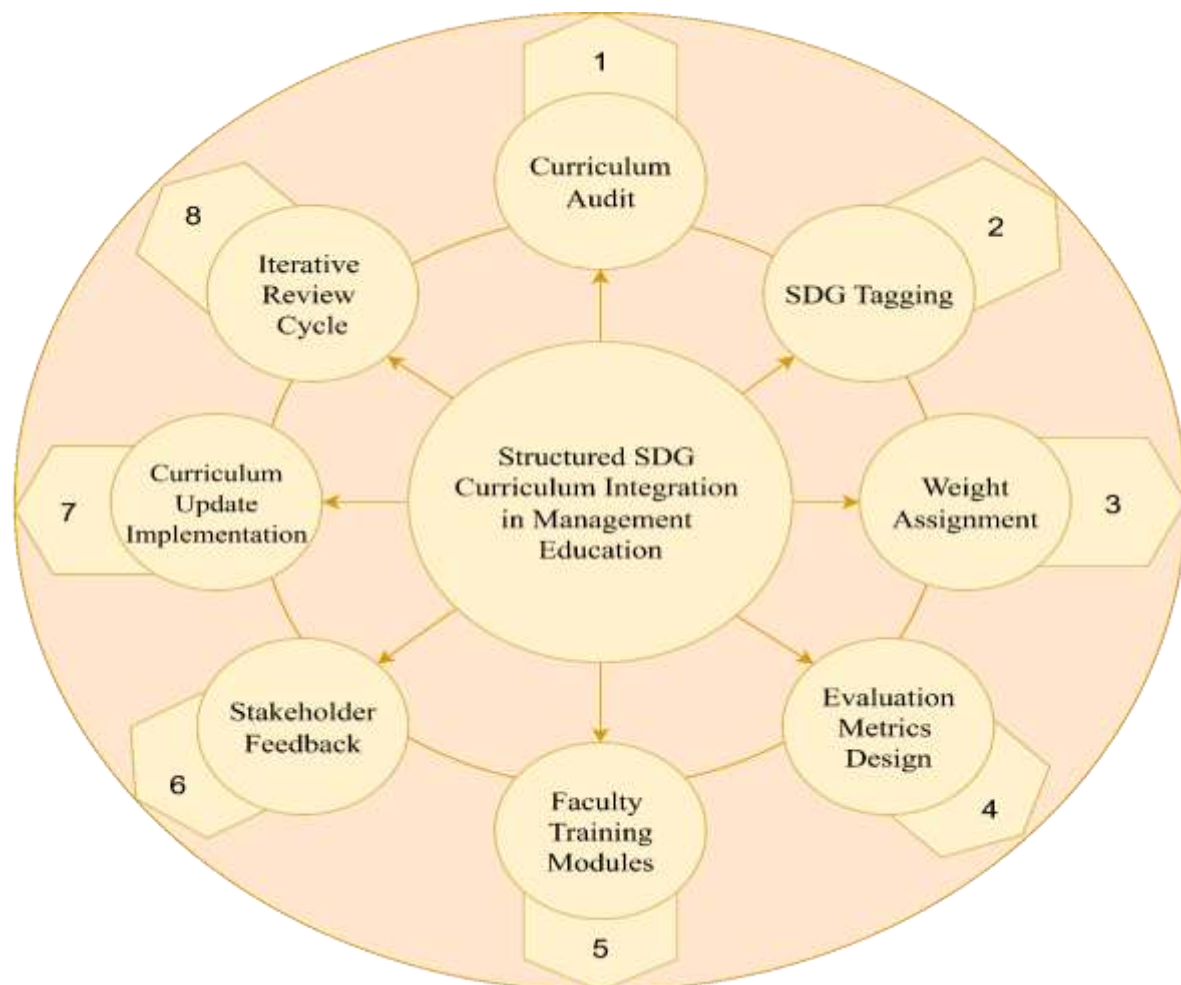 1
Curriculum
Audit
2
SDG Tagging
3
Weight
Assignment
4
Evaluation
Metrics
Design
5
Faculty
Training
Modules
6
Stakeholder
Feedback
7
Curriculum
Update
Implementation
8
Iterative
Review
Cycle
Structured SDG
Curriculum Integration
in Management
Education